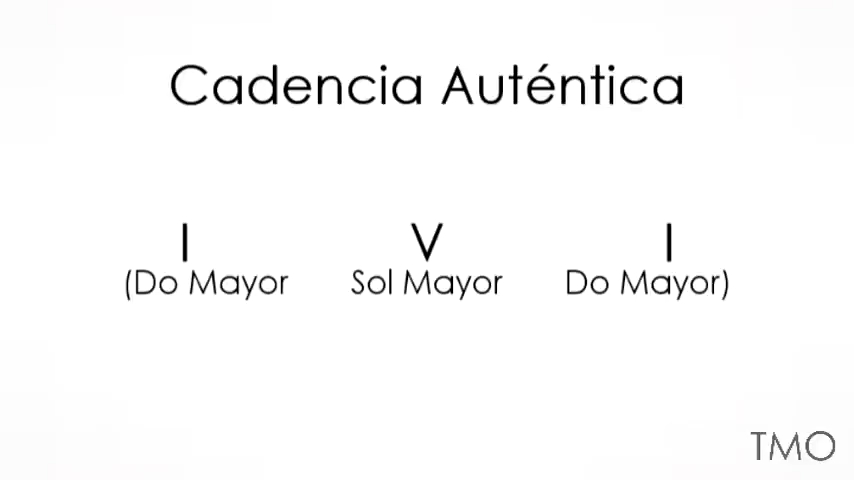 Cadencia Auténtica
I V I
(Do Mayor Sol Mayor Do Mayor)
TMO